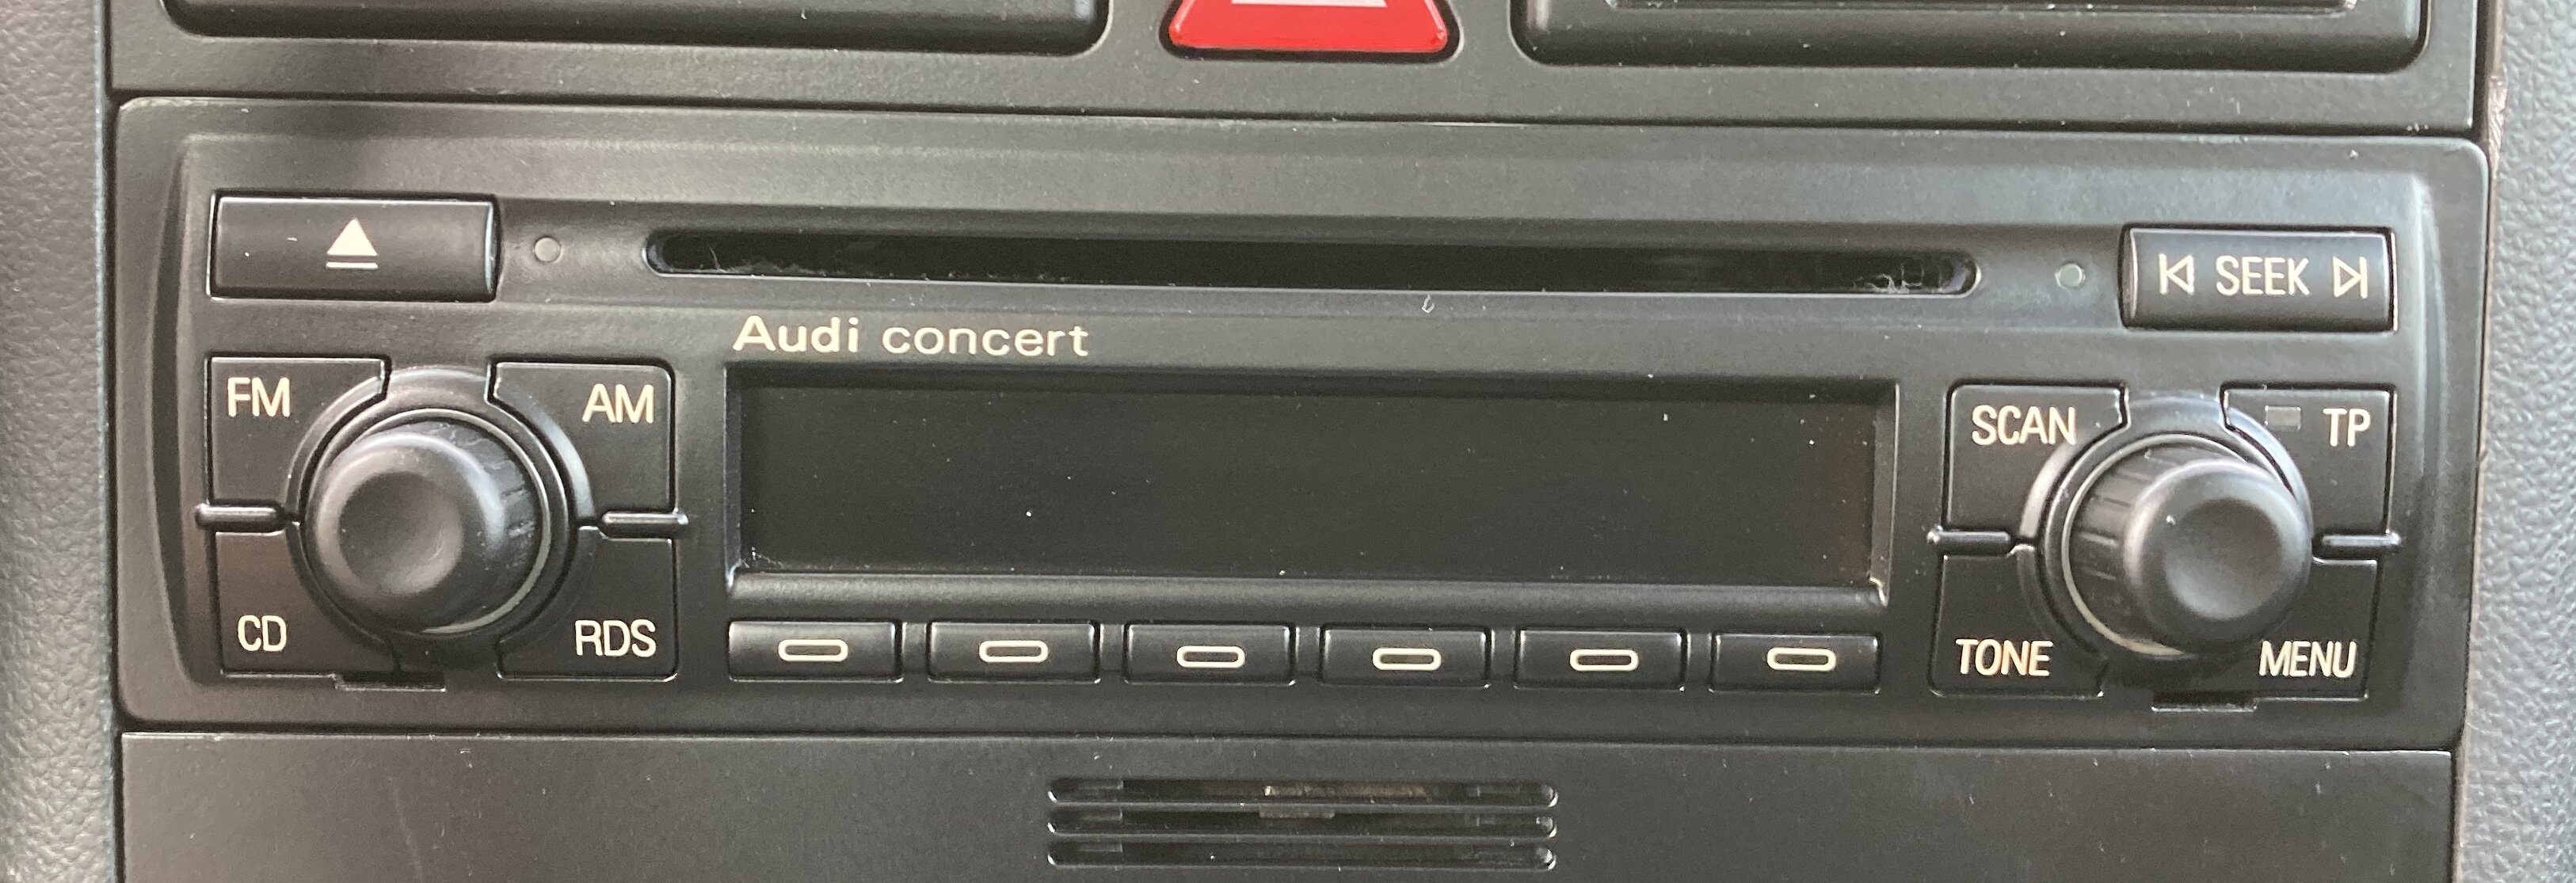 SEEK
Audi concert
FM
AM
SCAN
TP
CD
RDS
TONE
MENU